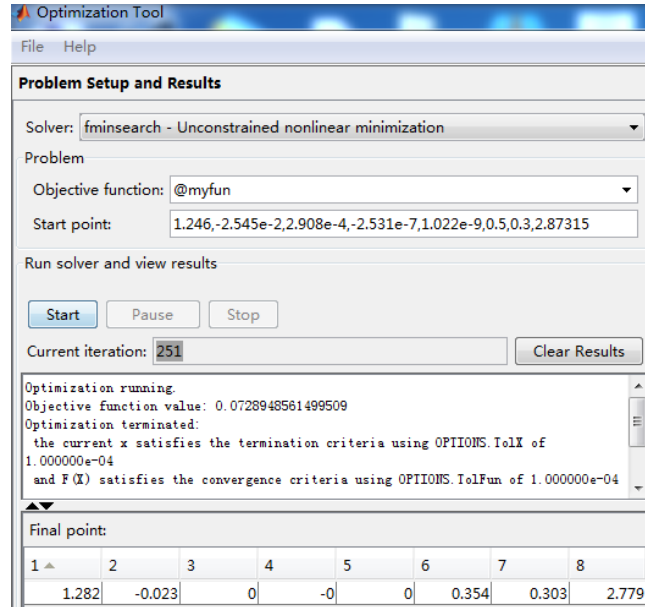 Optimization Tool
File Help
Problem Setup and Results
Solver: fminsearch - Unconstrained nonlinear minimization
Problem
Objective function: @myfun
Start point: 1.246,-2.545e-2,2.908e-4,-2.531e-7,1.022e-9,0.5,0.3,2.87315
Run solver and view results
Start Pause Stop
Current iteration: 251 Clear Results
Optimization running.
Objective function value: 0.0728948561499509
Optimization terminated:
the current x satisfies the termination criteria using OPTIONS.TolX of
1.000000e-04
and F(X) satisfies the convergence criteria using OPTIONS.TolFun of 1.000000e-04
Final point:
1 2 3 4 5 6 7 8
1.282 -0.023 0 -0 0 0.354 0.303 2.779